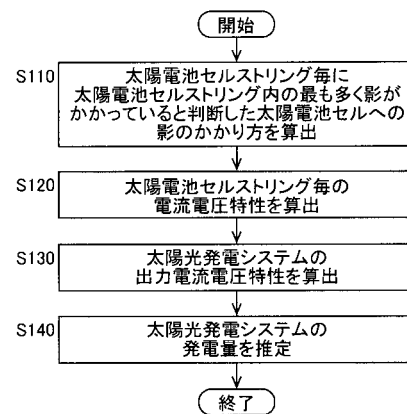 開始
S110
太陽電池セルストリング毎に
太陽電池セルストリング内の最も多く影が
かかっていると判断した太陽電池セルへの
影のかかり方を算出
S120
太陽電池セルストリング毎の
電流電圧特性を算出
S130
太陽光発電システムの
出力電流電圧特性を算出
S140
太陽光発電システムの
発電量を推定
終了